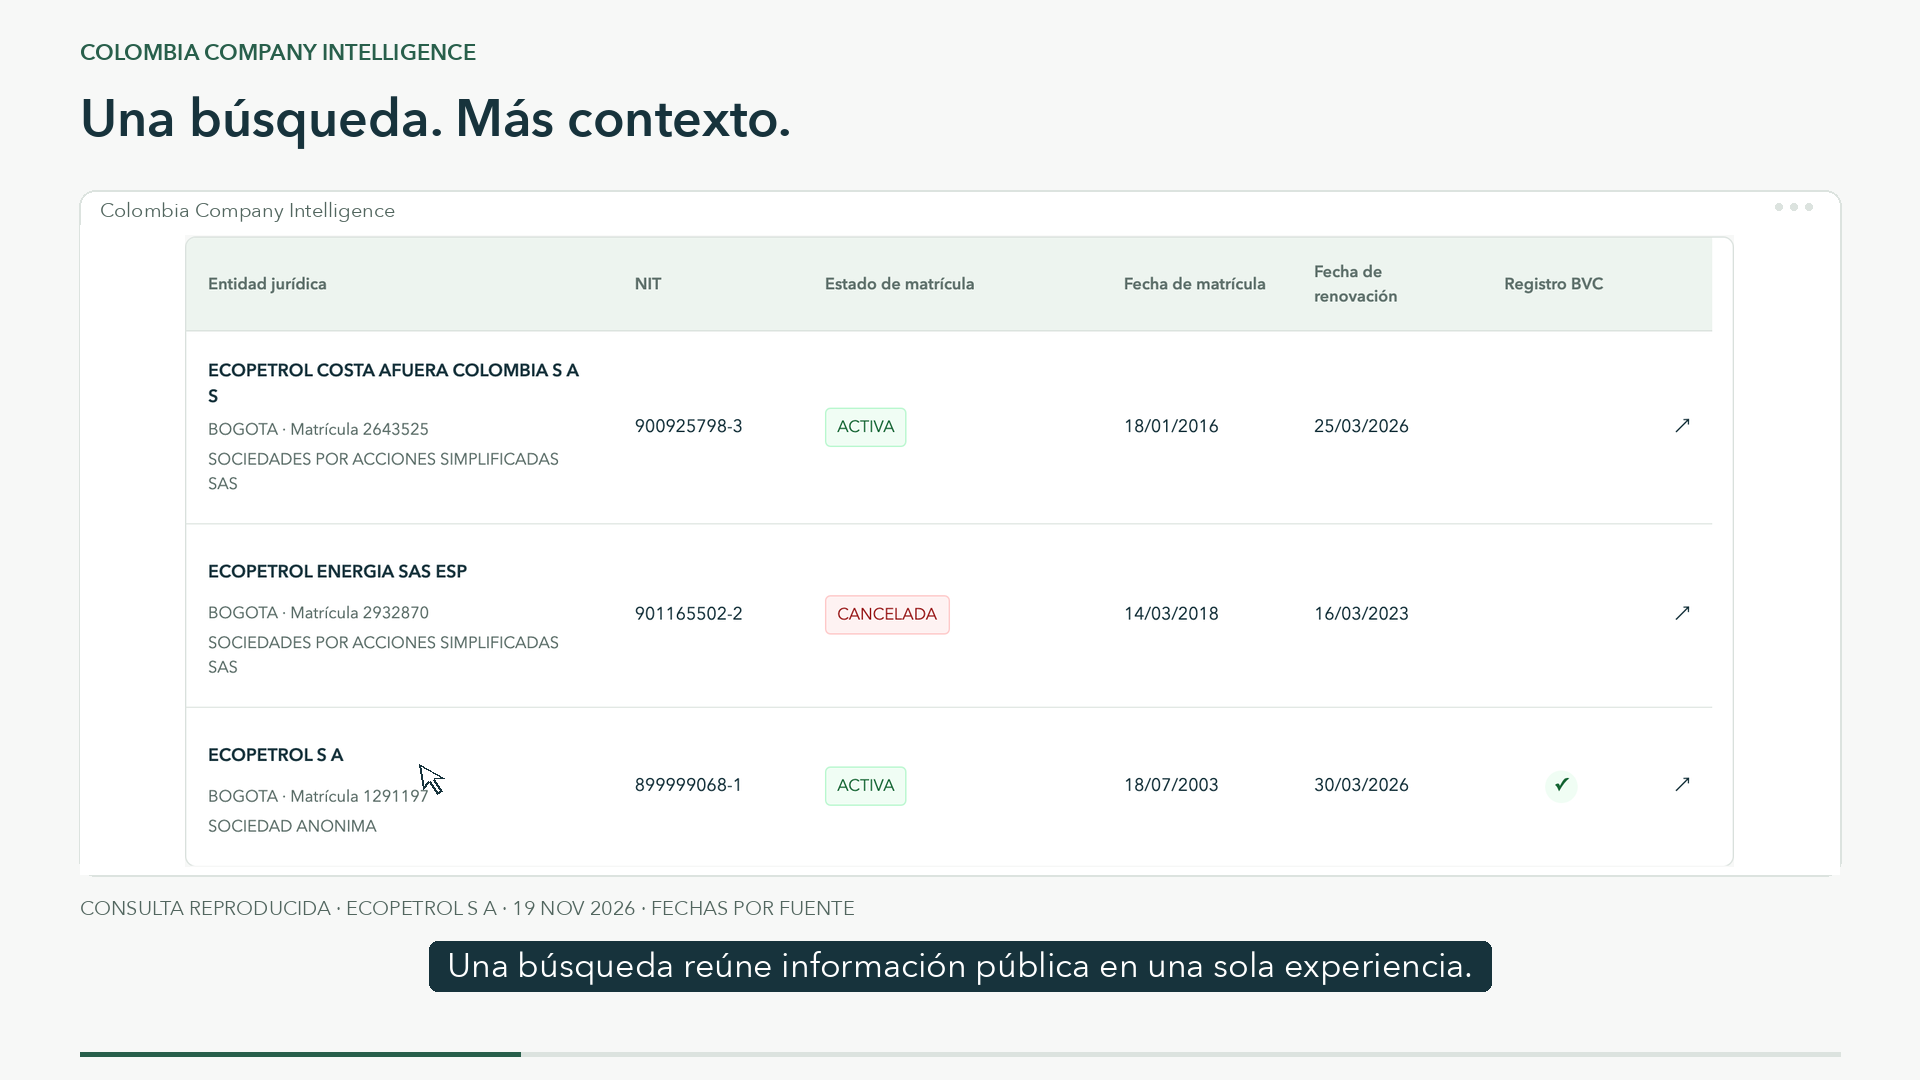 COLOMBIA COMPANY INTELLIGENCE
Una búsqueda. Más contexto.
Colombia Company Intelligence
Entidad jurídica
NIT
Estado de matrícula
Fecha de matrícula
Fecha de
renovación
Registro BVC
ECOPETROL COSTA AFUERA COLOMBIA S A
S
BOGOTA · Matrícula 2643525
SOCIEDADES POR ACCIONES SIMPLIFICADAS
SAS
900925798-3
ACTIVA
18/01/2016
25/03/2026
ECOPETROL ENERGIA SAS ESP
BOGOTA · Matrícula 2932870
SOCIEDADES POR ACCIONES SIMPLIFICADAS
SAS
901165502-2
CANCELADA
14/03/2018
16/03/2023
ECOPETROL S A
BOGOTA · Matrícula 1291197
SOCIEDAD ANONIMA
899999068-1
ACTIVA
18/07/2003
30/03/2026
CONSULTA REPRODUCIDA · ECOPETROL S A · 19 NOV 2026 · FECHAS POR FUENTE
Una búsqueda reúne información pública en una sola experiencia.